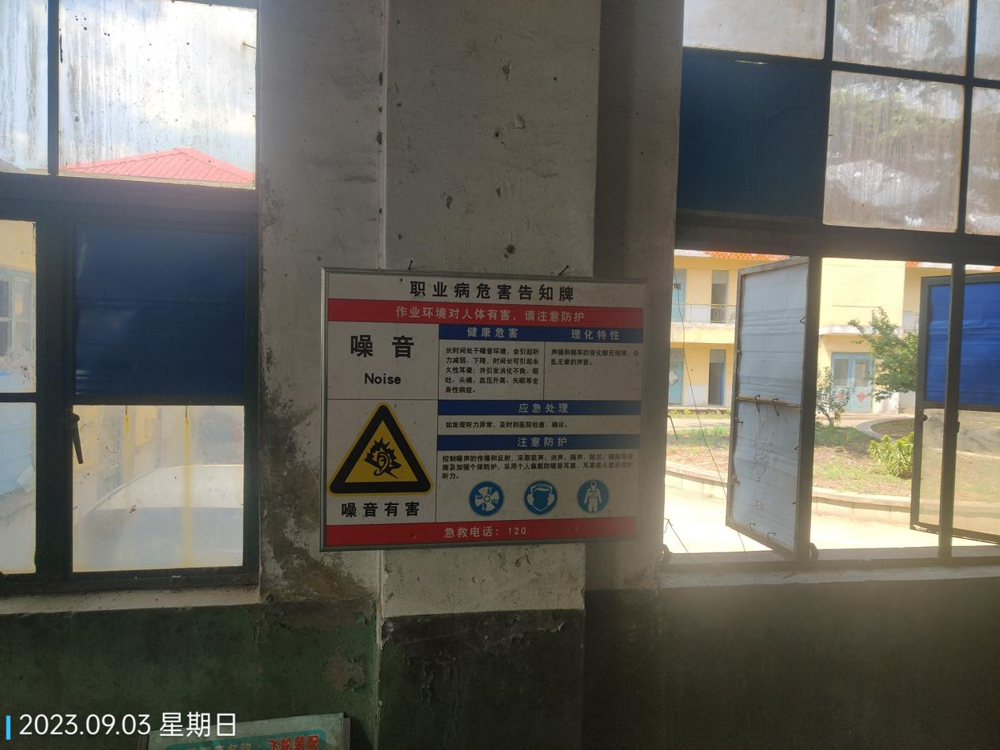 职业病危害告知牌
作业环境对人体有害，请注意防护
噪音
Noise
健康危害
长时间处于噪音环境，会引起听
力减弱、下降，时间长可引起永
久性耳聋；并引发消化不良、呕
吐、头痛、血压升高、失眠等全
身性病症。
理化特性
声强和频率的变化都无规律、杂
乱无章的声音。
应急处理
如发现听力异常，及时到医院检查、确诊。
注意防护
控制噪声的传播和反射，采取吸声、消声、隔声、阻尼、隔振等措
施及加强个体防护，采用个人佩戴防噪音耳塞、耳罩或头盔来保护
听力。
噪音有害
急救电话：120
2023.09.03 星期日
名称：飞轮装配